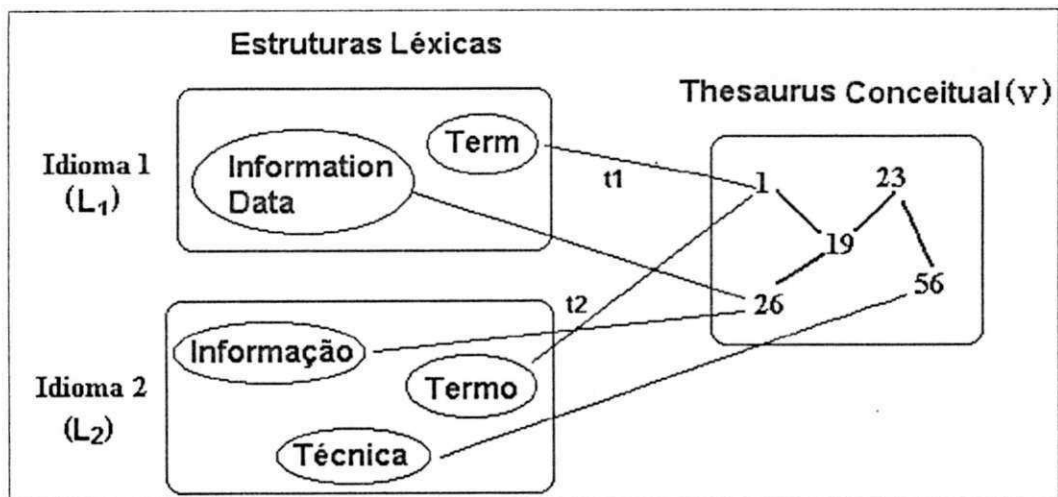 Estruturas Léxicas
Thesaurus Conceitual (v)
Idioma 1
(L1)
Information
Data
Term
t1
1
23
19
26
56
t2
Idioma 2
(L2)
Informação
Termo
Técnica